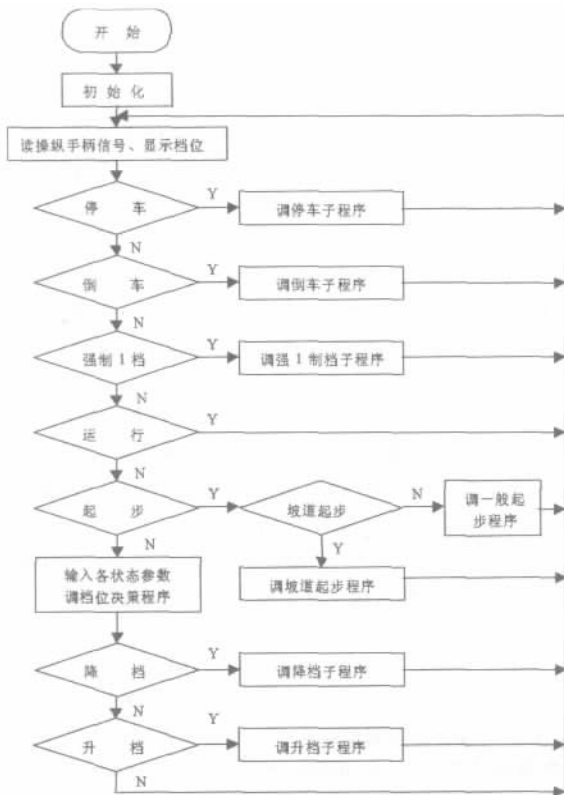 开 始
初 始 化
读操纵手柄信号、显示档位
停 车
Y
调停车子程序
N
倒 车
Y
调倒车子程序
N
强制1档
Y
调强1制档子程序
N
运 行
Y
N
起 步
Y
坡道起步
N
调一般起
步程序
N
Y
输入各状态参数
调档位决策程序
调坡道起步程序
降 档
Y
调降档子程序
N
升 档
Y
调升档子程序
N